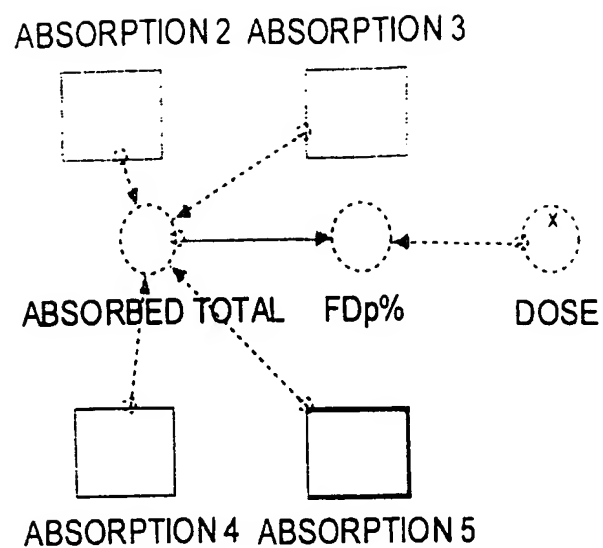 ABSORPTION 2 ABSORPTION 3
x
ABSORBED TOTAL FDp% DOSE
ABSORPTION 4 ABSORPTION 5